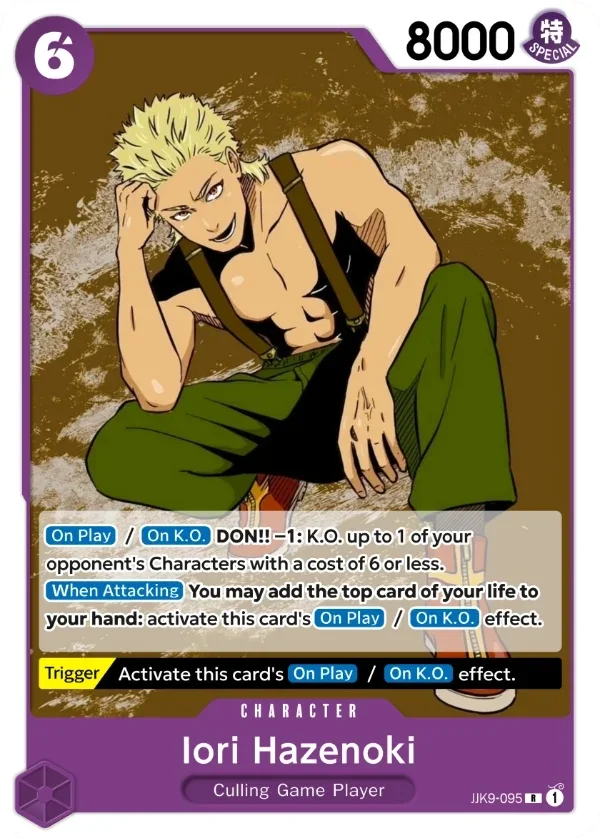 6
8000
特
SPECIAL
On Play / On K.O. DON!! −1: K.O. up to 1 of your
opponent's Characters with a cost of 6 or less.
When Attacking You may add the top card of your life to
your hand: activate this card's On Play / On K.O. effect.
Trigger Activate this card's On Play / On K.O. effect.
CHARACTER
Iori Hazenoki
Culling Game Player
JJK9-095 R 1